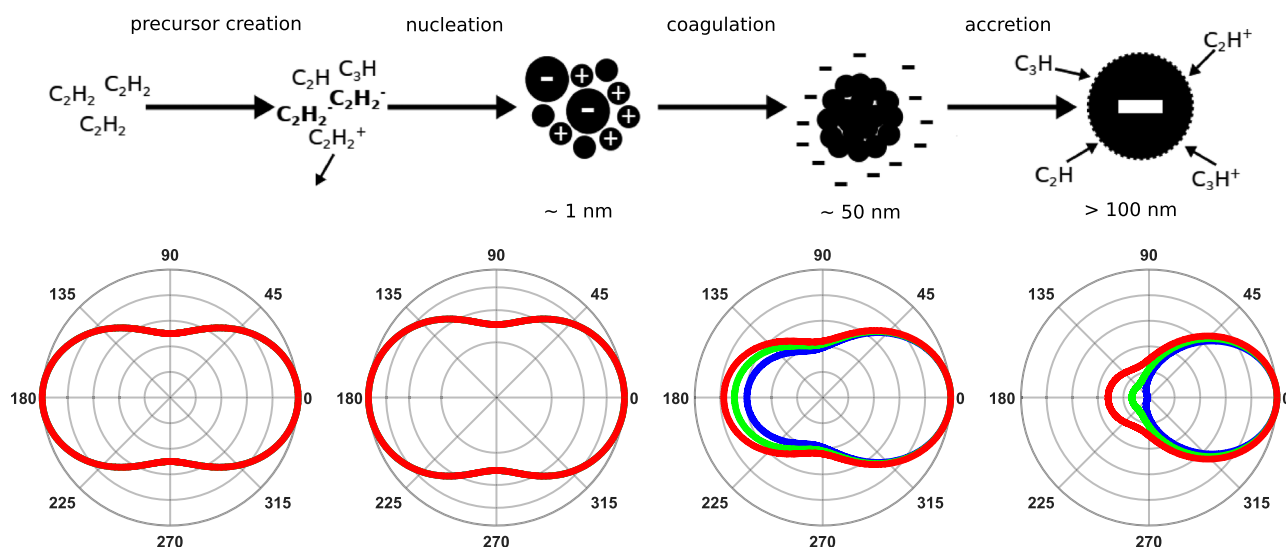 precursor creation
nucleation
coagulation
accretion
C₂H₂
C₂H₂
C₂H₂
C₂H
C₃H
C₂H₂⁻
C₂H₂⁻
C₂H₂⁺
C₃H
C₂H⁺
C₂H
C₃H⁺
~ 1 nm
~ 50 nm
> 100 nm
90
135
45
180
0
225
315
270
90
135
45
180
0
225
315
270
90
135
45
180
0
225
315
270
90
135
45
180
0
225
315
270